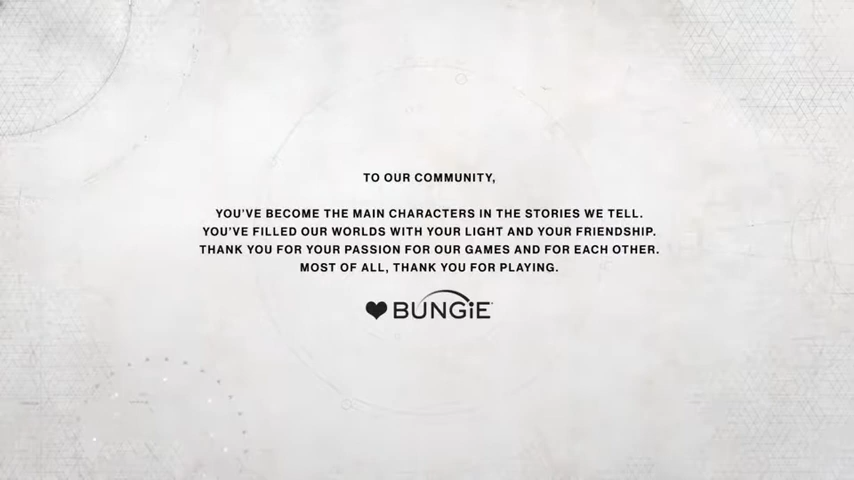 TO OUR COMMUNITY,
YOU'VE BECOME THE MAIN CHARACTERS IN THE STORIES WE TELL.
YOU'VE FILLED OUR WORLDS WITH YOUR LIGHT AND YOUR FRIENDSHIP.
THANK YOU FOR YOUR PASSION FOR OUR GAMES AND FOR EACH OTHER.
MOST OF ALL, THANK YOU FOR PLAYING.
♥ BUNGiE